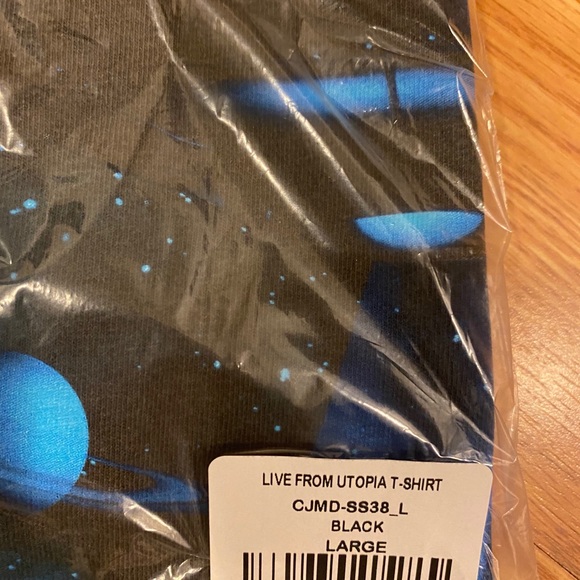 LIVE FROM UTOPIA T-SHIRT
CJMD-SS38_L
BLACK
LARGE